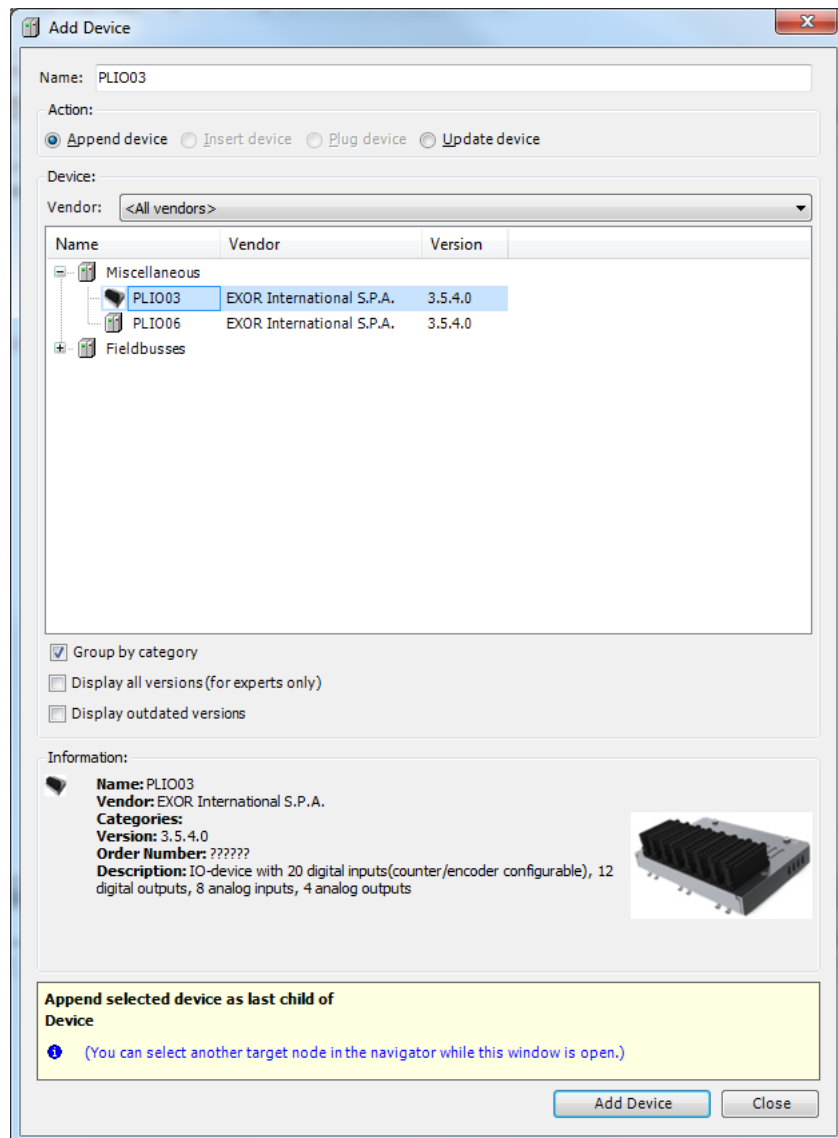 Add Device
Name: PLIO03
Action:
Append device Insert device Plug device Update device
Device:
Vendor: <All vendors>
Name Vendor Version
Miscellaneous
PLIO03 EXOR International S.P.A. 3.5.4.0
PLIO06 EXOR International S.P.A. 3.5.4.0
Fieldbusses
Group by category
Display all versions(for experts only)
Display outdated versions
Information:
Name: PLIO03
Vendor: EXOR International S.P.A.
Categories:
Version: 3.5.4.0
Order Number: ??????
Description: IO-device with 20 digital inputs(counter/encoder configurable), 12
digital outputs, 8 analog inputs, 4 analog outputs
Append selected device as last child of
Device
(You can select another target node in the navigator while this window is open.)
Add Device Close